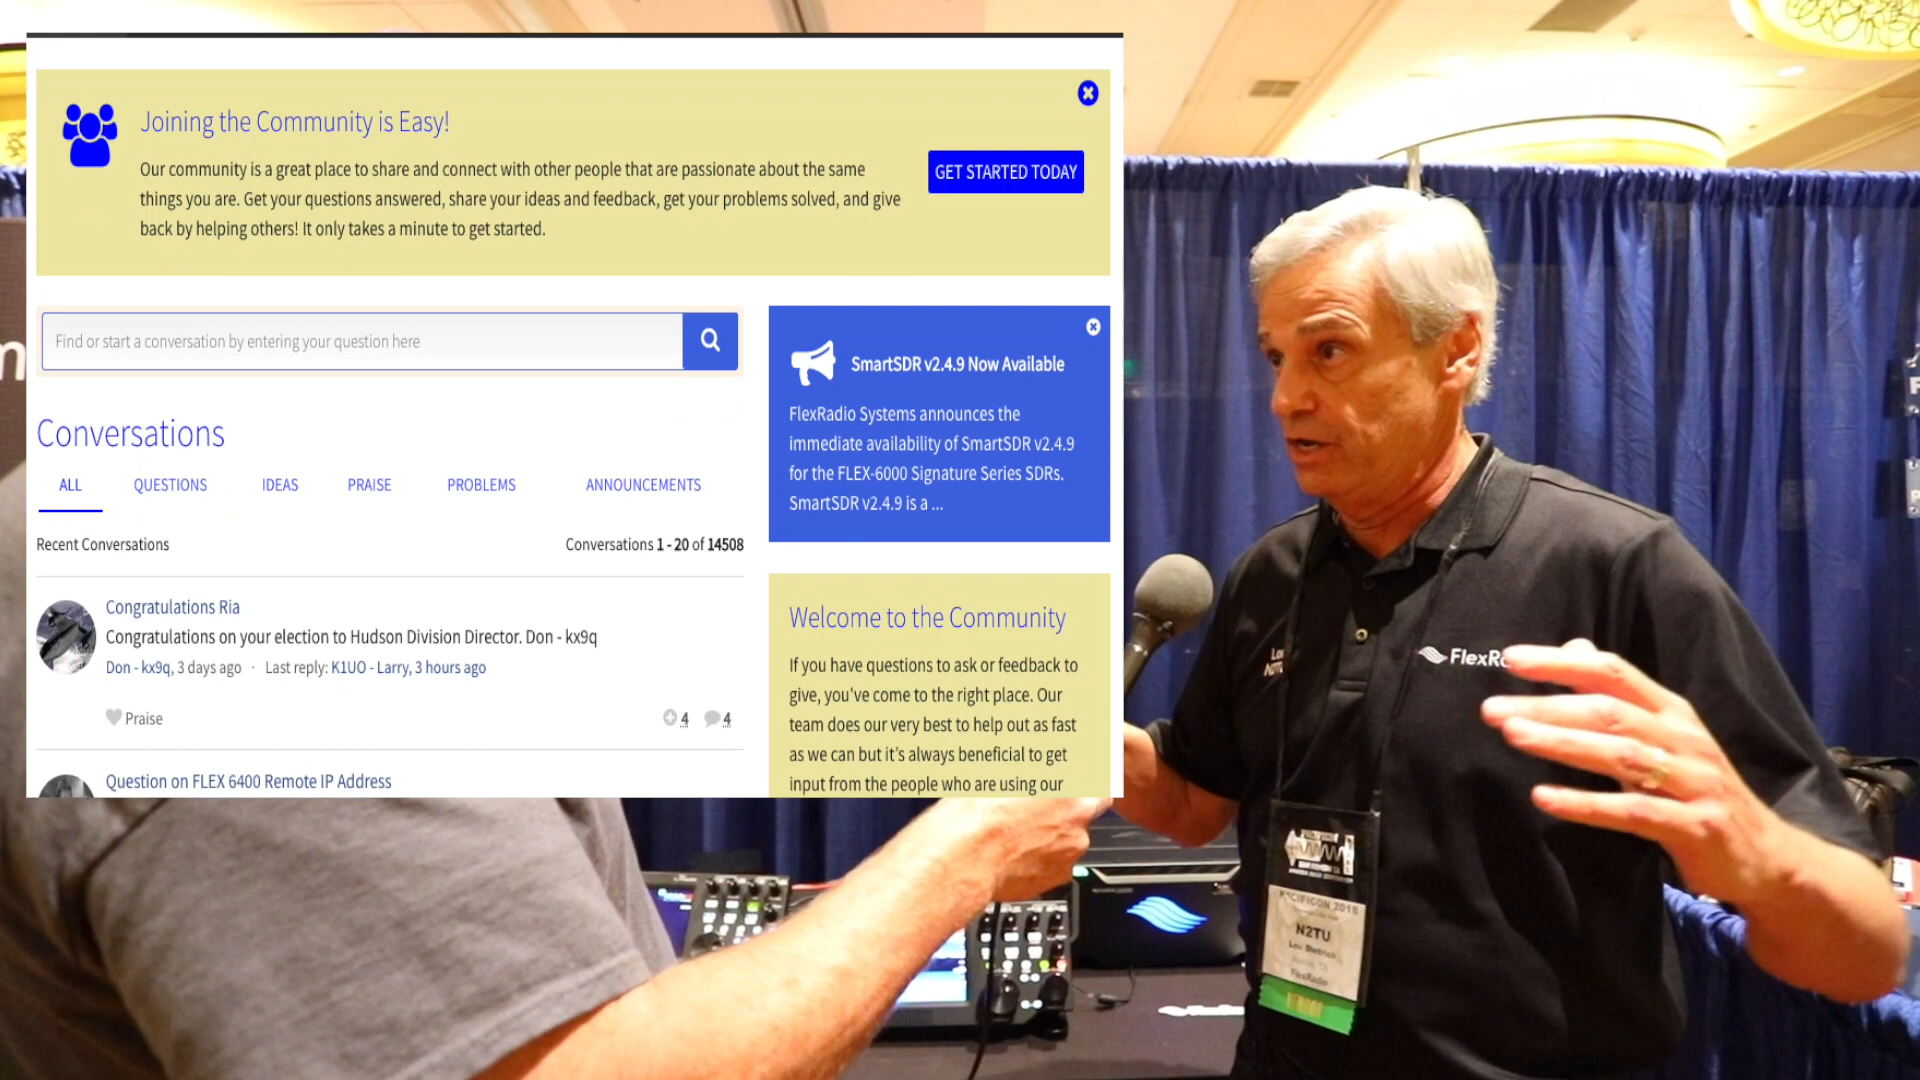 Joining the Community is Easy!
Our community is a great place to share and connect with other people that are passionate about the same
things you are. Get your questions answered, share your ideas and feedback, get your problems solved, and give
back by helping others! It only takes a minute to get started.
GET STARTED TODAY
Find or start a conversation by entering your question here
Conversations
ALL QUESTIONS IDEAS PRAISE PROBLEMS ANNOUNCEMENTS
Recent Conversations Conversations 1 - 20 of 14508
Congratulations Ria
Congratulations on your election to Hudson Division Director. Don - kx9q
Don - kx9q, 3 days ago · Last reply: K1UO - Larry, 3 hours ago
Praise 4 4
Question on FLEX 6400 Remote IP Address
SmartSDR v2.4.9 Now Available
FlexRadio Systems announces the
immediate availability of SmartSDR v2.4.9
for the FLEX-6000 Signature Series SDRs.
SmartSDR v2.4.9 is a ...
Welcome to the Community
If you have questions to ask or feedback to
give, you've come to the right place. Our
team does our very best to help out as fast
as we can but it's always beneficial to get
input from the people who are using our
FlexR
PACIFICON 2018
N2TU
FlexRadio